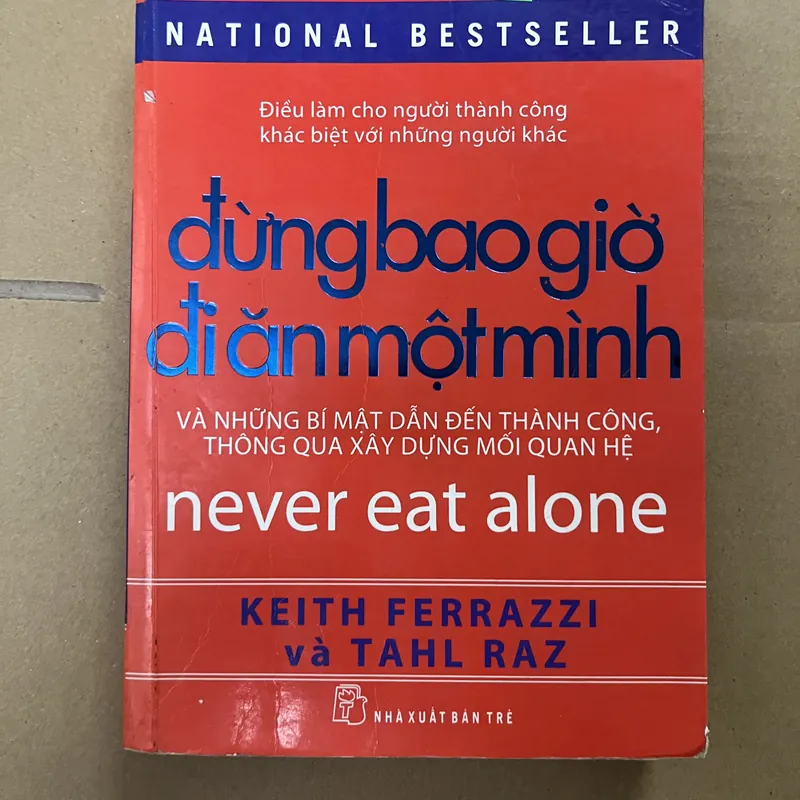 NATIONAL BESTSELLER
Điều làm cho người thành công
khác biệt với những người khác
đừng bao giờ
đi ăn một mình
VÀ NHỮNG BÍ MẬT DẪN ĐẾN THÀNH CÔNG,
THÔNG QUA XÂY DỰNG MỐI QUAN HỆ
never eat alone
KEITH FERRAZZI
và TAHL RAZ
T
NHÀ XUẤT BẢN TRẺ